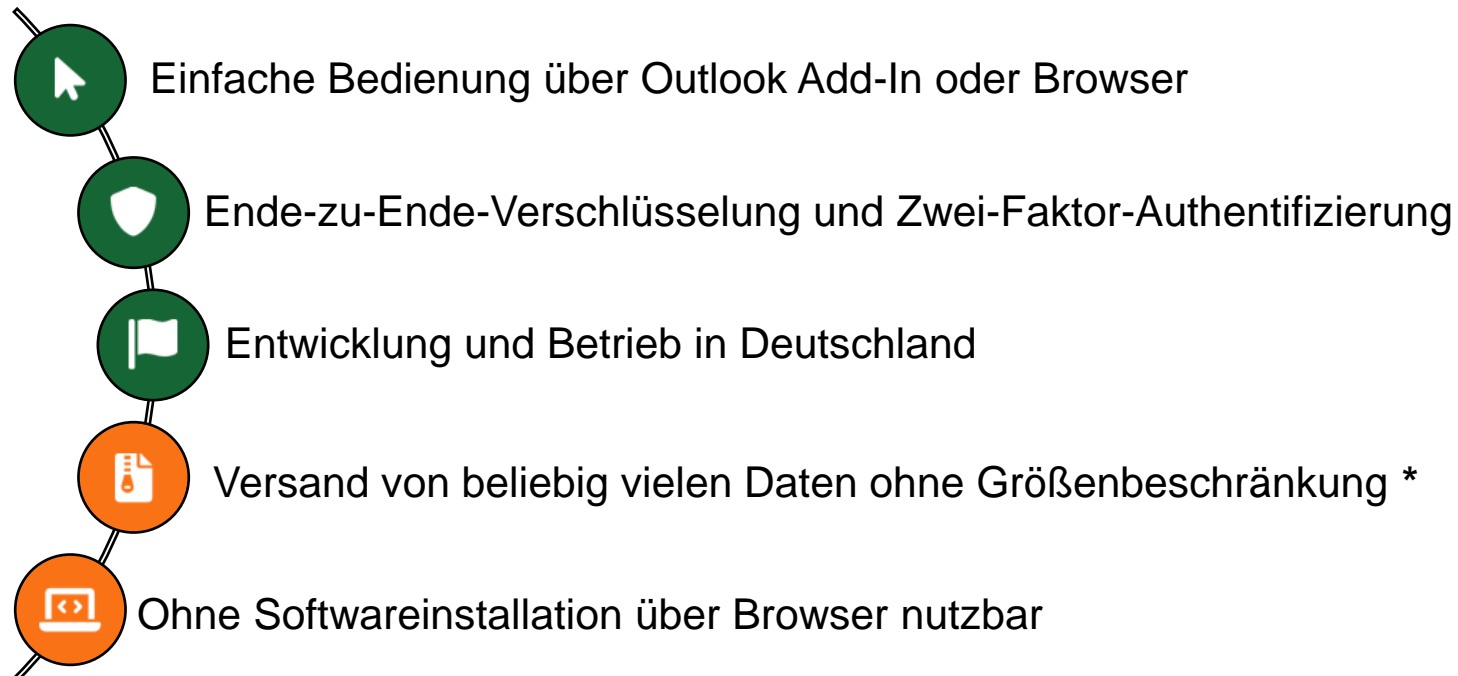 Einfache Bedienung über Outlook Add-In oder Browser
Ende-zu-Ende-Verschlüsselung und Zwei-Faktor-Authentifizierung
Entwicklung und Betrieb in Deutschland
Versand von beliebig vielen Daten ohne Größenbeschränkung *
Ohne Softwareinstallation über Browser nutzbar